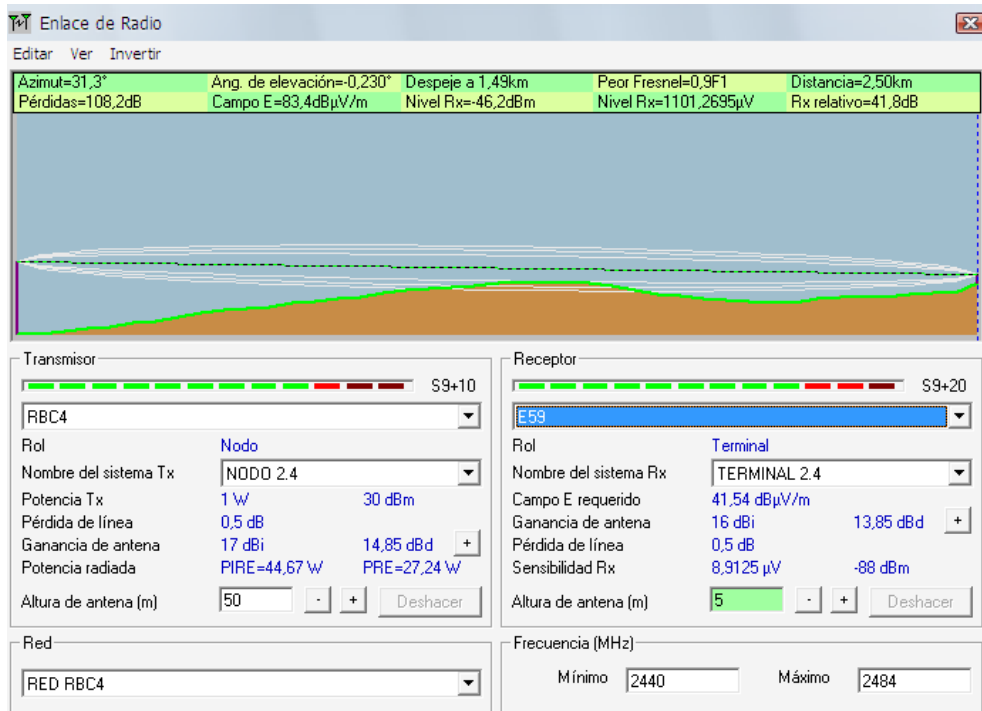 Enlace de Radio
Editar Ver Invertir
Azimut=31,3° Ang. de elevación=-0,230° Despeje a 1,49km Peor Fresnel=0,9F1 Distancia=2,50km
Pérdidas=108,2dB Campo E=83,4dBµV/m Nivel Rx=-46,2dBm Nivel Rx=1101,2695µV Rx relativo=41,8dB
Transmisor
S9+10
RBC4
Rol Nodo
Nombre del sistema Tx NODO 2.4
Potencia Tx 1 W 30 dBm
Pérdida de línea 0,5 dB
Ganancia de antena 17 dBi 14,85 dBd +
Potencia radiada PIRE=44,67 W PRE=27,24 W
Altura de antena (m) 50 - + Deshacer
Red
RED RBC4
Receptor
S9+20
E59
Rol Terminal
Nombre del sistema Rx TERMINAL 2.4
Campo E requerido 41,54 dBµV/m
Ganancia de antena 16 dBi 13,85 dBd +
Pérdida de línea 0,5 dB
Sensibilidad Rx 8,9125 µV -88 dBm
Altura de antena (m) 5 - + Deshacer
Frecuencia (MHz)
Mínimo 2440 Máximo 2484